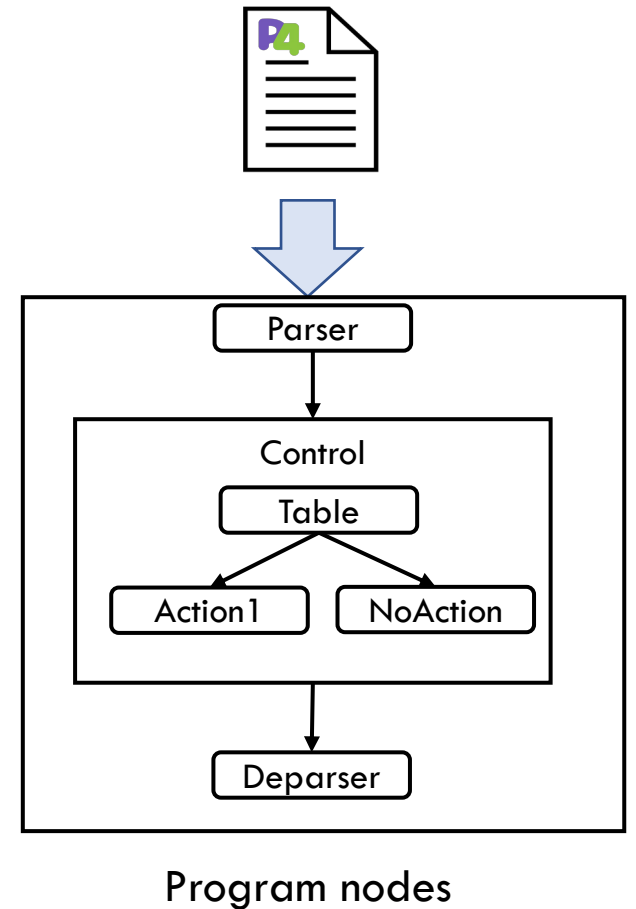 P4
Parser
Control
Table
Action1 NoAction
Deparser
Program nodes